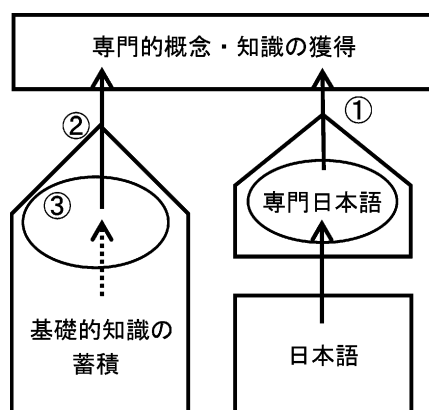 専門的概念・知識の獲得
①
②
③
専門日本語
基礎的知識の
蓄積
日本語